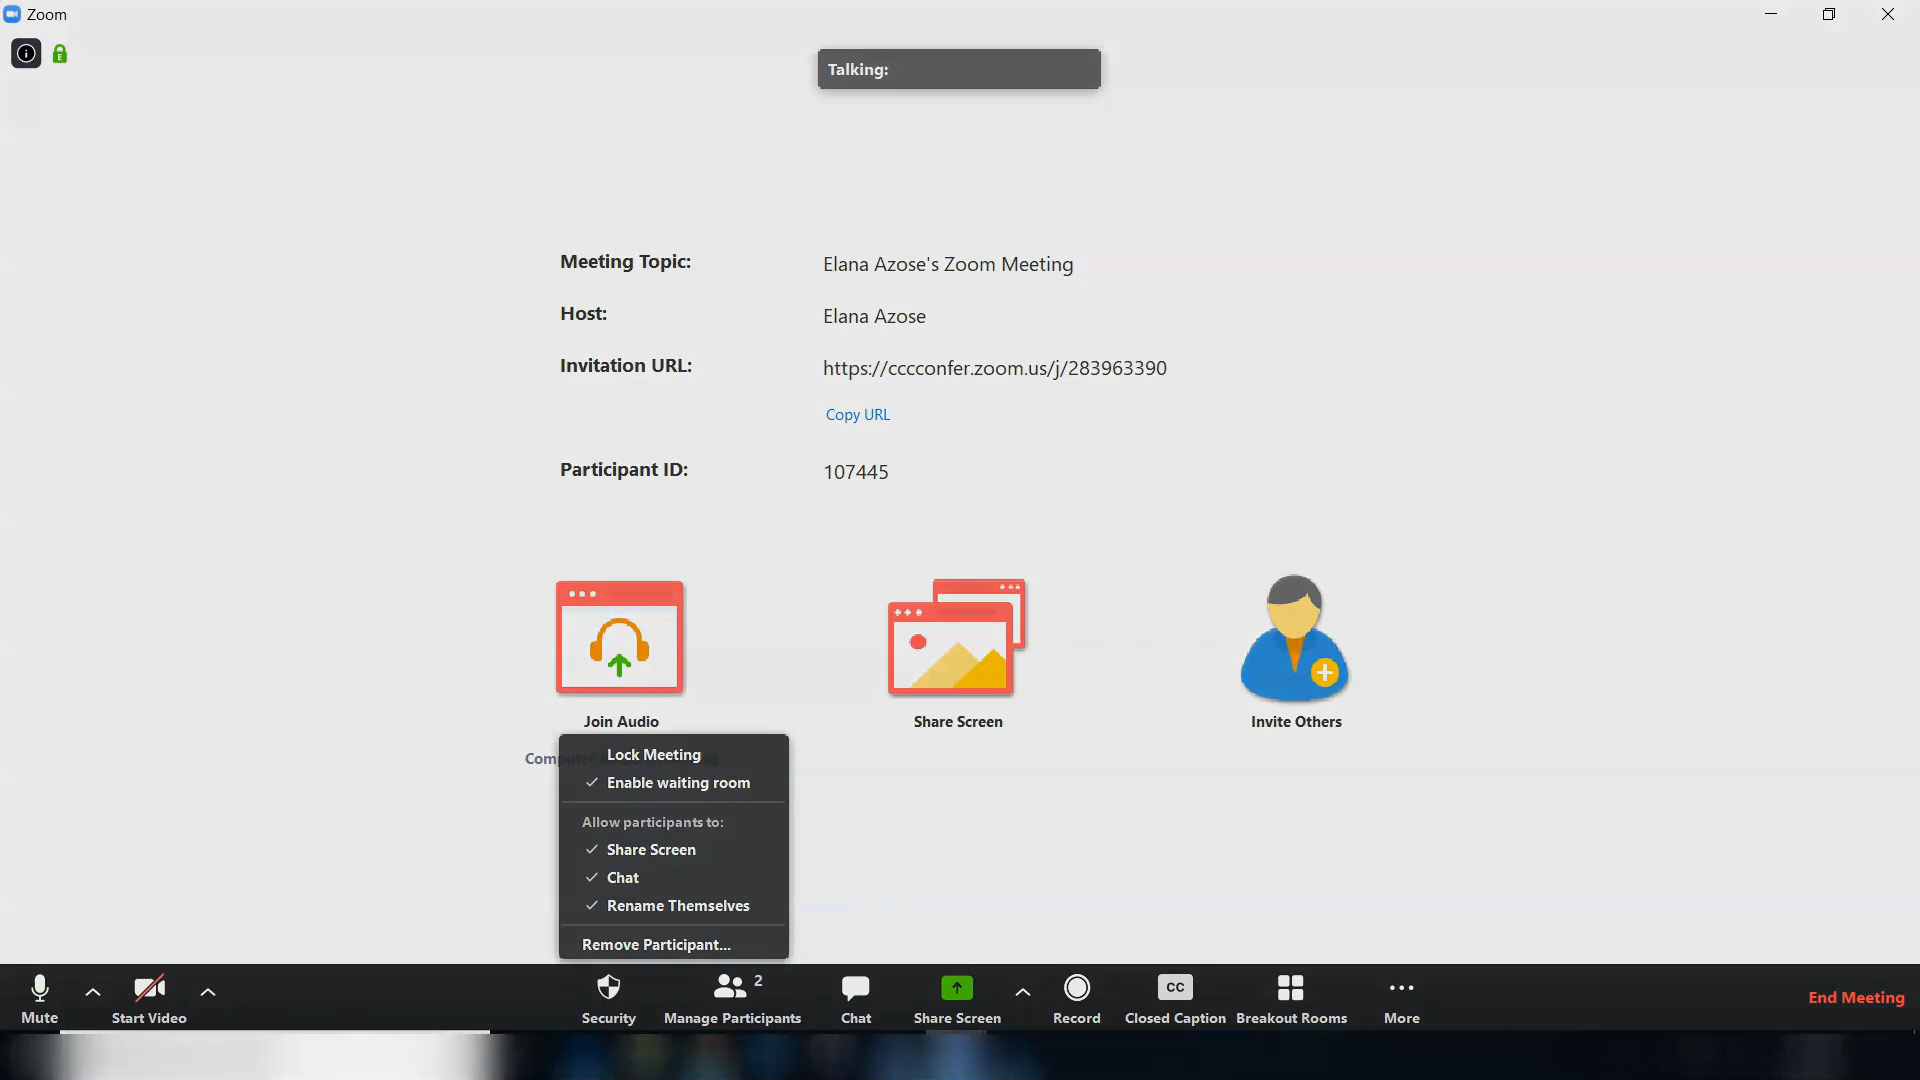 Zoom
Talking:
Meeting Topic: Elana Azose's Zoom Meeting
Host: Elana Azose
Invitation URL: https://cccconfer.zoom.us/j/283963390
Copy URL
Participant ID: 107445
Join Audio Share Screen Invite Others
Lock Meeting
Enable waiting room
Allow participants to:
Share Screen
Chat
Rename Themselves
Remove Participant...
2 CC
Mute Start Video Security Manage Participants Chat Share Screen Record Closed Caption Breakout Rooms More End Meeting